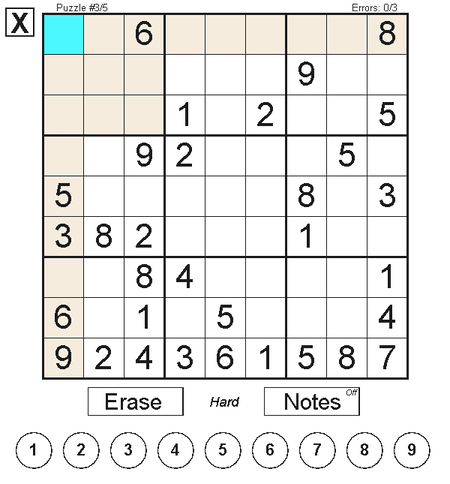 Puzzle #3/5 Errors: 0/3
X
6 8
9
1 2 5
9 2 5
5 8 3
3 8 2 1
8 4 1
6 1 5 4
9 2 4 3 6 1 5 8 7
Erase Hard Notes Off
1 2 3 4 5 6 7 8 9